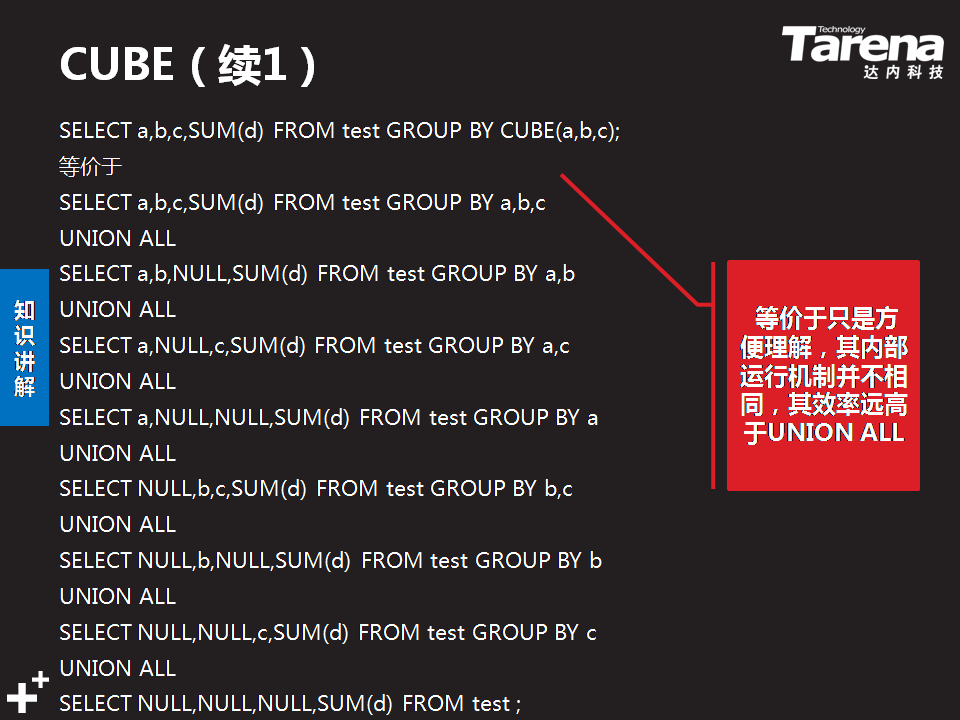 CUBE（续1）
Technology
Tarena
达内科技
SELECT a,b,c,SUM(d) FROM test GROUP BY CUBE(a,b,c);
等价于
SELECT a,b,c,SUM(d) FROM test GROUP BY a,b,c
UNION ALL
SELECT a,b,NULL,SUM(d) FROM test GROUP BY a,b
UNION ALL
SELECT a,NULL,c,SUM(d) FROM test GROUP BY a,c
UNION ALL
SELECT a,NULL,NULL,SUM(d) FROM test GROUP BY a
UNION ALL
SELECT NULL,b,c,SUM(d) FROM test GROUP BY b,c
UNION ALL
SELECT NULL,b,NULL,SUM(d) FROM test GROUP BY b
UNION ALL
SELECT NULL,NULL,c,SUM(d) FROM test GROUP BY c
UNION ALL
SELECT NULL,NULL,NULL,SUM(d) FROM test ;
知
识
讲
解
等价于只是方
便理解，其内部
运行机制并不相
同，其效率远高
于UNION ALL